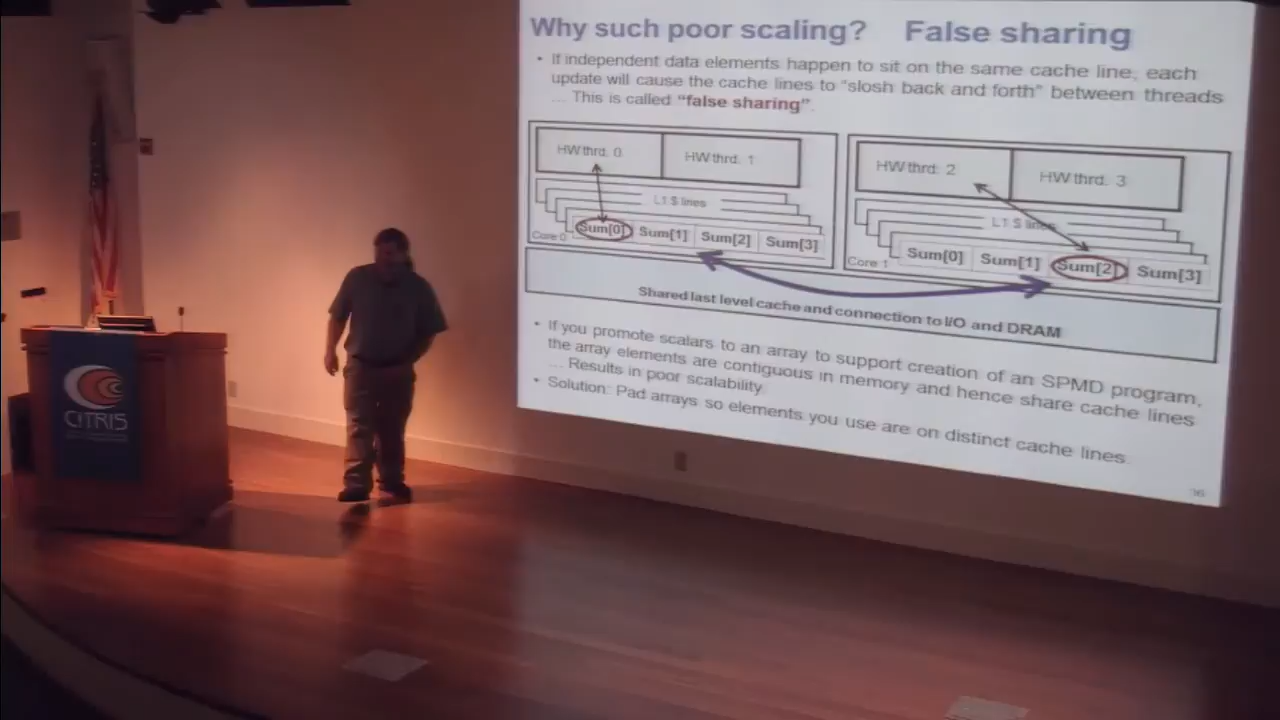 Why such poor scaling? False sharing
• If independent data elements happen to sit on the same cache line, each
update will cause the cache lines to "slosh back and forth" between threads
... This is called "false sharing".
HW thrd. 0
HW thrd. 1
HW thrd. 2
HW thrd. 3
L1 $ lines
L1 $ lines
Sum[0] Sum[1] Sum[2] Sum[3]
Core 0
Sum[0] Sum[1] Sum[2] Sum[3]
Core 1
Shared last level cache and connection to I/O and DRAM
• If you promote scalars to an array to support creation of an SPMD program,
the array elements are contiguous in memory and hence share cache lines
... Results in poor scalability.
• Solution: Pad arrays so elements you use are on distinct cache lines.
36
CITRIS